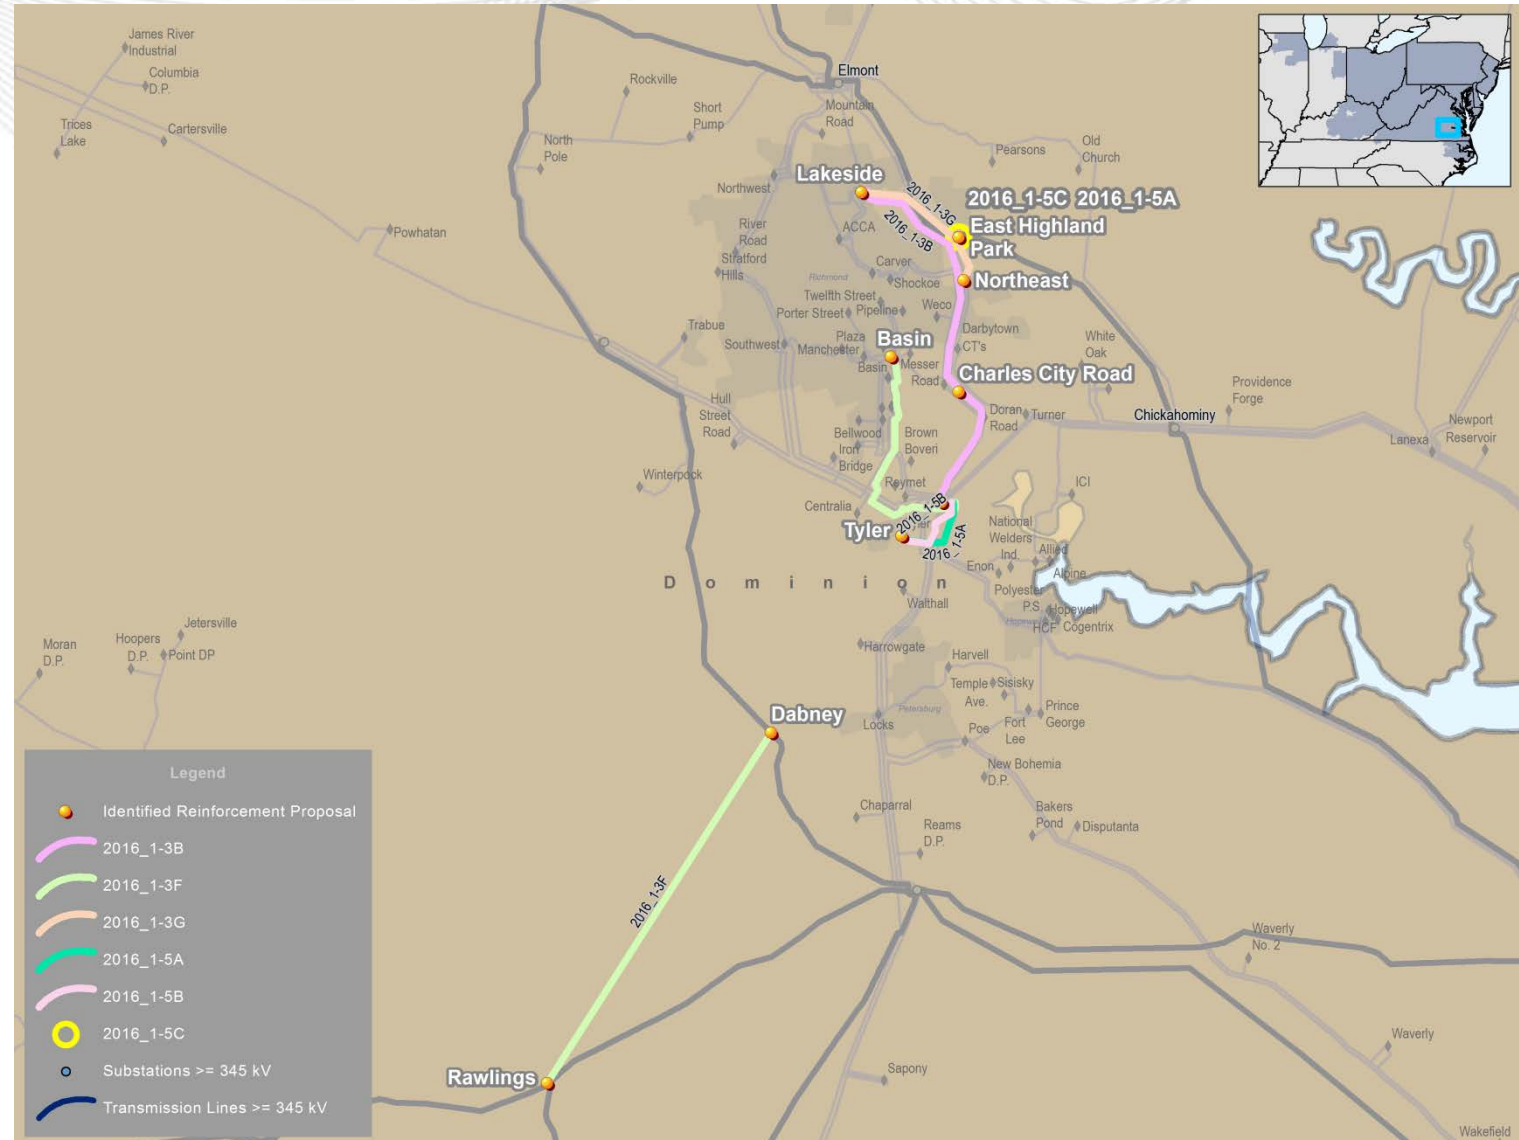 James River
Industrial
Columbia
D.P.
Trices
Lake
Cartersville
Rockville
Short
Pump
North
Pole
Elmont
Mountain
Road
Pearsons
Old
Church
Lakeside
Northwest
2016_1-3G
2016_1-3B
2016_1-5C 2016_1-5A
East Highland
Park
Northeast
River
Road
Stratford
Hills
ACCA
Carver
Shockoe
Richmond
Powhatan
Twelfth Street
Porter Street
Pipeline
Weco
Trabue
Southwest
Plaza
Manchester
Basin
Basin
Messer
Road
Darbytown
CT's
White
Oak
Charles City Road
Providence
Forge
Hull
Street
Road
Doran
Road
Turner
Chickahominy
Newport
Reservoir
Lanexa
Bellwood
Iron
Bridge
Brown
Boveri
Winterpock
Reymet
ICI
Centralia
2016_1-5B
Tyler
2016_1-5A
National
Welders
Ind.
Allied
Enon
Alpine
Dominion
Polyester
P.S.
Hopewell
HCF
Cogentrix
Walthall
Harrowgate
Harvell
Temple
Ave.
Sisisky
Petersburg
Prince
George
Fort
Lee
Locks
Poe
Jetersville
Hoopers
D.P.
Point DP
Moran
D.P.
Dabney
New Bohemia
D.P.
Chaparral
Reams
D.P.
Bakers
Pond
Disputanta
2016_1-3F
Waverly
No. 2
Waverly
Rawlings
Sapony
Wakefield
Legend
Identified Reinforcement Proposal
2016_1-3B
2016_1-3F
2016_1-3G
2016_1-5A
2016_1-5B
2016_1-5C
Substations >= 345 kV
Transmission Lines >= 345 kV